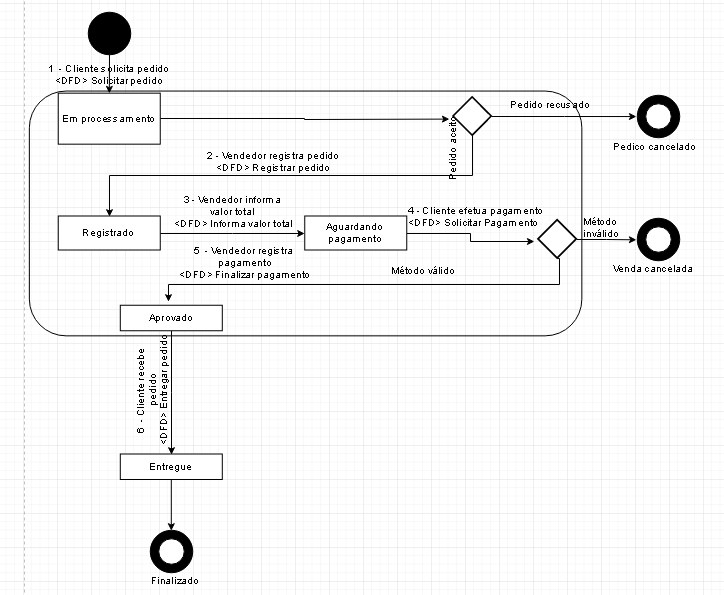 1 - Cliente solicita pedido
<DFD> Solicitar pedido
Em processamento
Pedido recusado
Pedico cancelado
Pedido aceito
2 - Vendedor registra pedido
<DFD> Registrar pedido
Registrado
3 - Vendedor informa
valor total
<DFD> Informa valor total
Aguardando
pagamento
4 - Cliente efetua pagamento
<DFD> Solicitar Pagamento
Método
inválido
Venda cancelada
5 - Vendedor registra
pagamento
<DFD> Finalizar pagamento
Método válido
Aprovado
6 - Cliente recebe
pedido
<DFD> Entregar pedido
Entregue
Finalizado